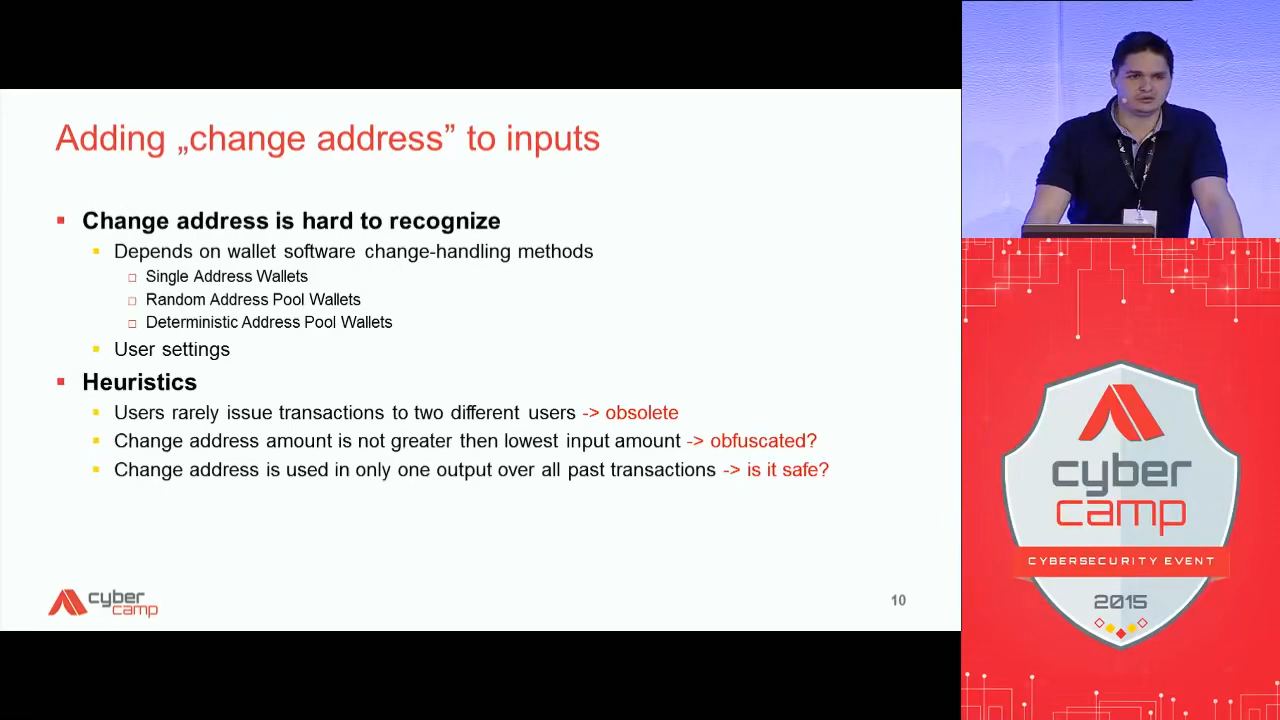 Adding „change address” to inputs
Change address is hard to recognize
Depends on wallet software change-handling methods
Single Address Wallets
Random Address Pool Wallets
Deterministic Address Pool Wallets
User settings
Heuristics
Users rarely issue transactions to two different users -> obsolete
Change address amount is not greater then lowest input amount -> obfuscated?
Change address is used in only one output over all past transactions -> is it safe?
cyber
camp
10
cyber
camp
CYBERSECURITY EVENT
2015